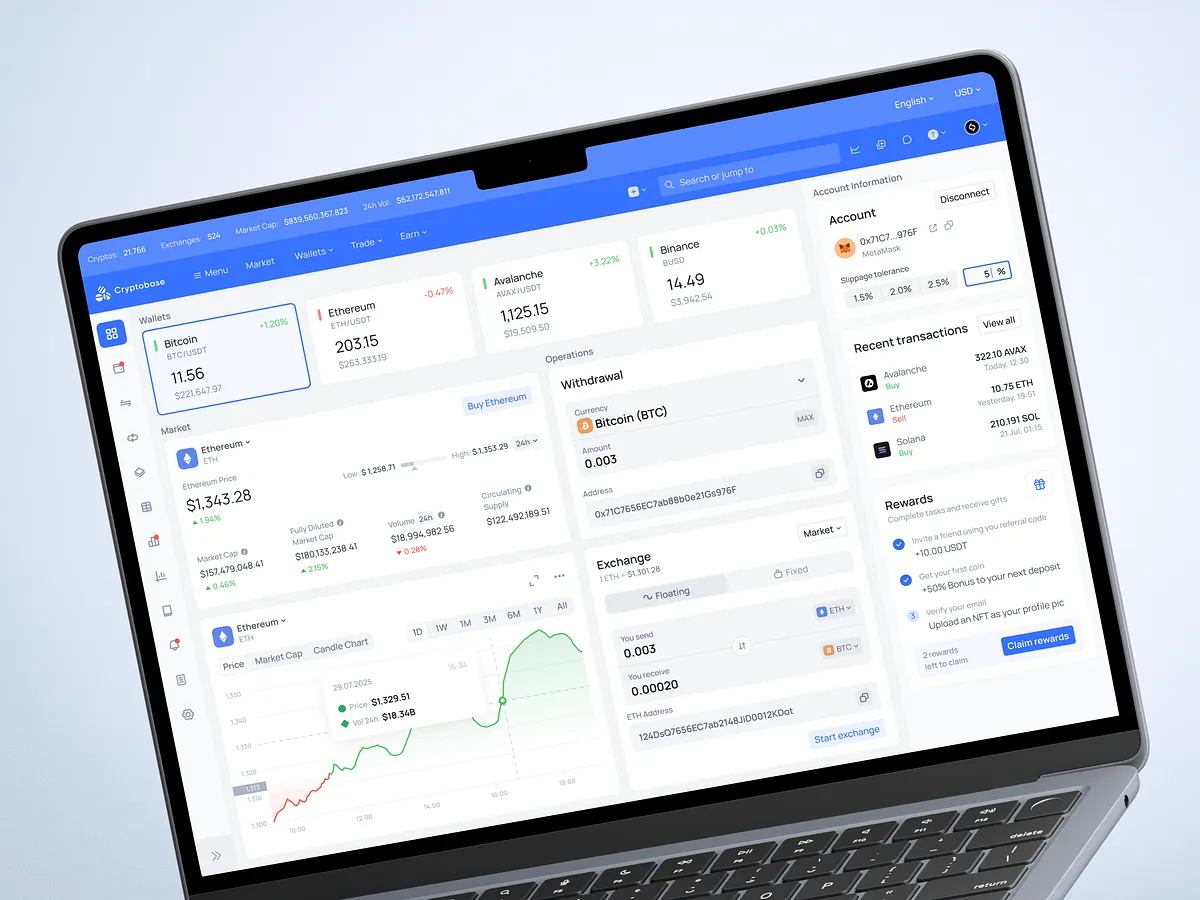 English
USD
Cryptos: 21,766
Exchanges: 524
Market Cap: $839,560,367,823
24h Vol: $62,172,547,811
Cryptobase
Menu
Market
Wallets
Trade
Earn
Search or jump to
Wallets
Bitcoin
BTC/USDT
+1.20%
11.56
$221,647.97
Ethereum
ETH/USDT
-0.47%
203.15
$263,333.19
Avalanche
AVAX/USDT
+3.22%
1,125.15
$19,509.50
Binance
BUSD
+0.03%
14.49
$3,942.54
Market
Ethereum
ETH
Buy Ethereum
Ethereum Price
$1,343.28
1.94%
Low: $1,258.71
High: $1,353.29
24h
Market Cap
$157,479,048.41
0.46%
Fully Diluted
Market Cap
$180,133,238.41
2.15%
Volume 24h
$18,994,982.56
0.28%
Circulating
Supply
$122,492,189.51
Ethereum
ETH
Price
Market Cap
Candle Chart
1D
1W
1M
3M
6M
1Y
All
1,350
1,340
1,330
1,320
1,313
1,310
1,300
29.07.2025
16:34
Price: $1,329.51
Vol 24h: $18.34B
10:00
12:00
14:00
16:00
18:00
Operations
Withdrawal
Currency
Bitcoin (BTC)
Amount
0.003
MAX
Address
0x71C7656EC7ab88b0e21Gs976F
Exchange
1 ETH = $1,301.28
Market
Floating
Fixed
You send
0.003
ETH
You receive
0.00020
BTC
ETH Address
124DsQ7656EC7ab2148JiD0012KDot
Start exchange
Account Information
Account
Disconnect
0x71C7...976F
MetaMask
Slippage tolerance
1.5%
2.0%
2.5%
5 %
Recent transactions
View all
Avalanche
Buy
322.10 AVAX
Today, 12:30
Ethereum
Sell
10.75 ETH
Yesterday, 19:51
Solana
Buy
210.191 SOL
21 Jul, 01:15
Rewards
Complete tasks and receive gifts
Invite a friend using you referral code
+10.00 USDT
Get your first coin
+50% Bonus to your next deposit
3
Verify your email
Upload an NFT as your profile pic
2 rewards
left to claim
Claim rewards
F7
F8
F9
F10
F11
F12
delete
return
P
O